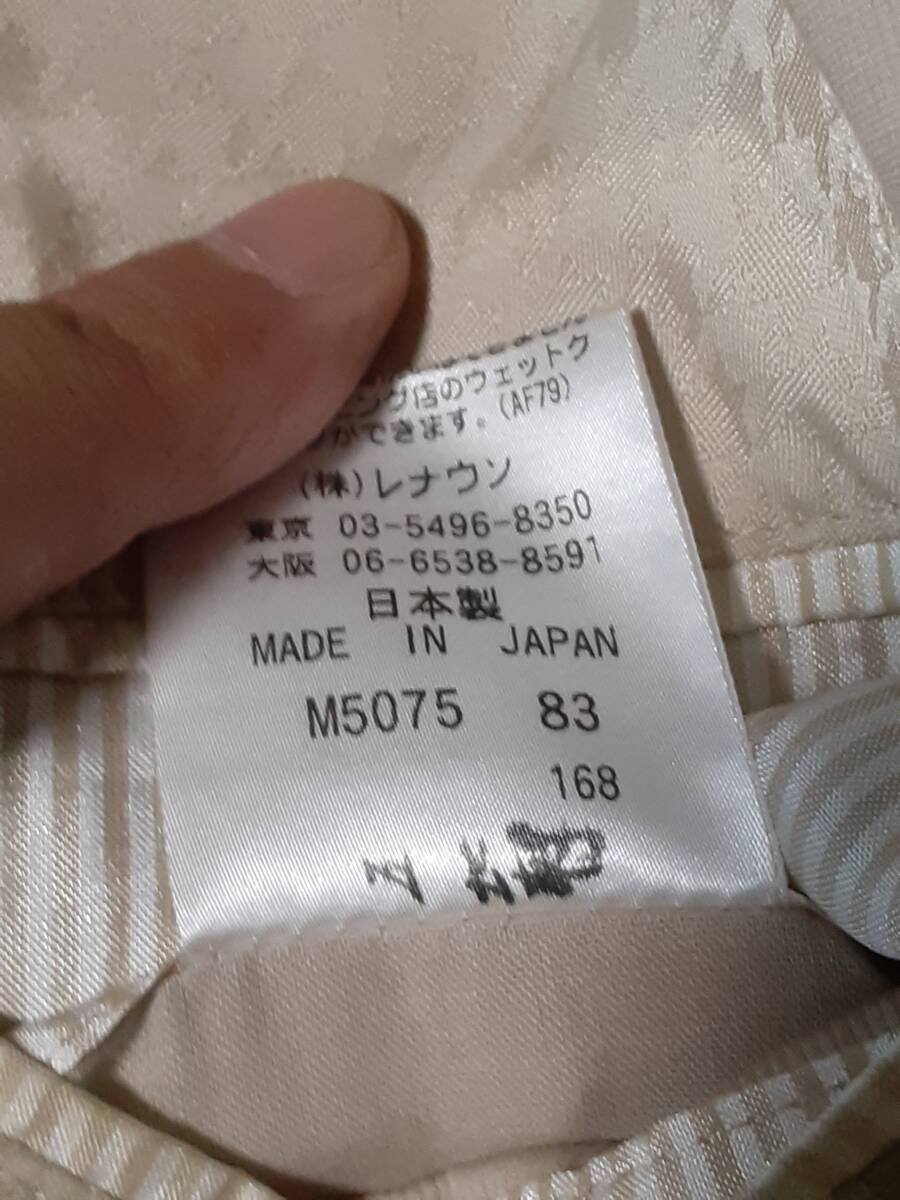 ング店のウェットク
ができます。(AF79)
(株)レナウン
東京 03-5496-8350
大阪 06-6538-8591
日本製
MADE IN JAPAN
M5075 83
168